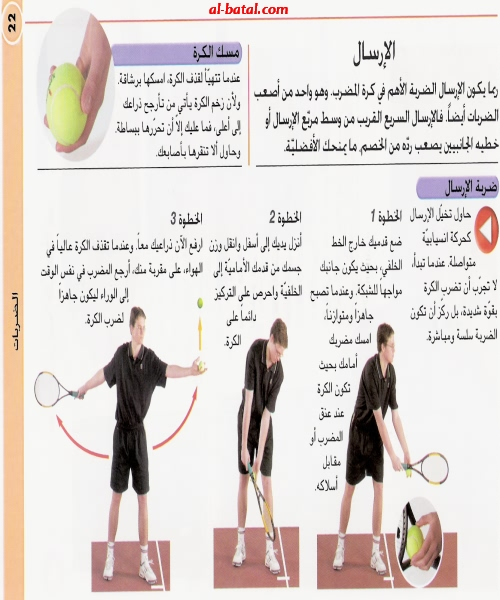 al-batal.com
22
الإرسال
ربما يكون الإرسال الضربة الأهم في كرة المضرب. وهو واحد من أصعب
الضربات أيضاً. فالإرسال السريع القريب من وسط مربّع الإرسال أو
خطيه الجانبيين يصعب ردّه من الخصم. ما يمنحك الأفضليّة.
مسك الكرة
عندما تتهيّأ لقذف الكرة، امسكها برشاقة.
ولأن زخم الكرة يأتي من تأرجح ذراعك
إلى أعلى، فما عليك إلاّ أن تحرّرها ببساطة.
وحاول ألا تنقرها بأصابعك.
ضربة الإرسال
حاول تخيّل الإرسال
كحركة انسيابيّة
متواصلة. عندما تبدأ،
لا تجرّب أن تضرب الكرة
بقوة شديدة، بل ركّز أن تكون
الضربة سلسة ومباشرة.
الخطوة 1
ضع قدميك خارج الخط
الخلفي، بحيث يكون جانبك
مواجها للشبكة. وعندما تصبح
جاهزا ومتوازنا،
امسك مضربك
أمامك بحيث
تكون الكرة
عند عنق
المضرب أو
مقابل
أسلاكه.
الخطوة 2
أنزل يديك إلى أسفل وانقل وزن
جسمك من قدمك الأماميّة إلى
الخلفيّة واحرص على التركيز
دائما على
الكرة.
الخطوة 3
ارفع الآن ذراعيك معاً. وعندما تقذف الكرة عالياً في
الهواء، على مقربة منك، أرجع المضرب في نفس الوقت
إلى الوراء ليكون جاهزاً
لضرب الكرة.
الضربات